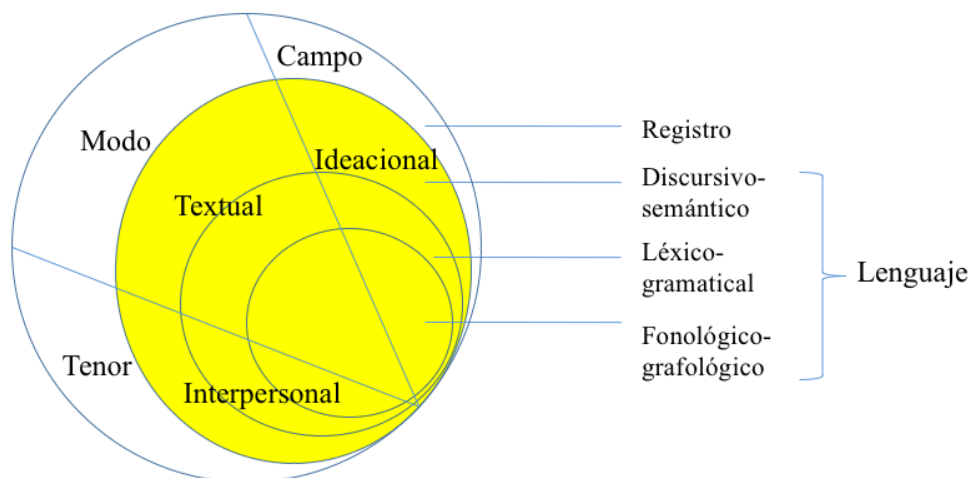 Campo
Modo
Ideacional
Textual
Tenor
Interpersonal
Registro
Discursivo-
semántico
Léxico-
gramatical
Fonológico-
grafológico
Lenguaje